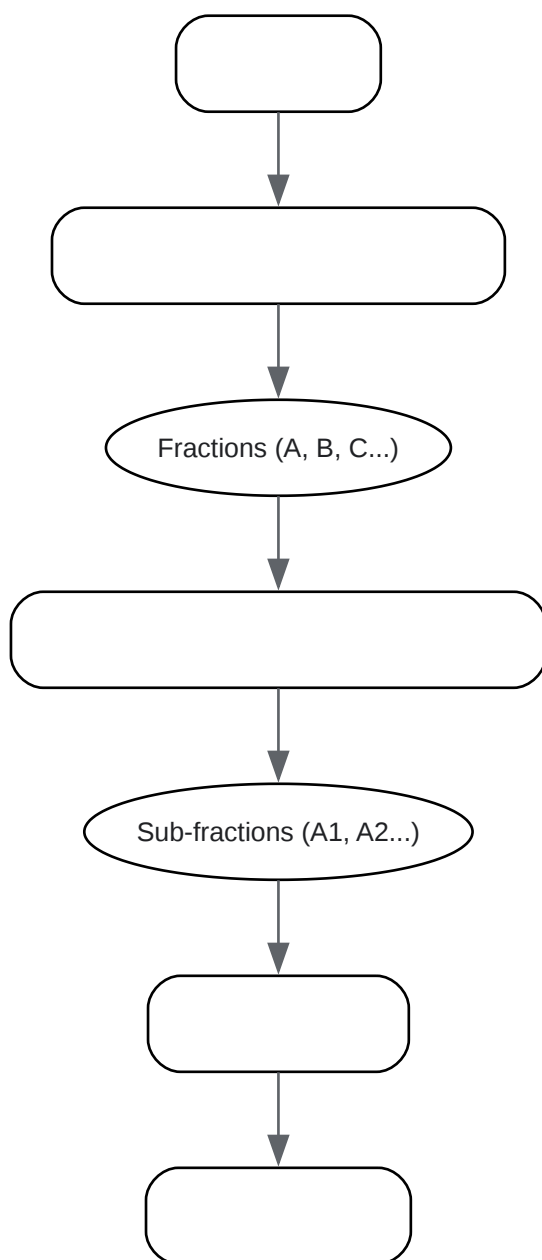 Fractions (A, B, C...)
Sub-fractions (A1, A2...)